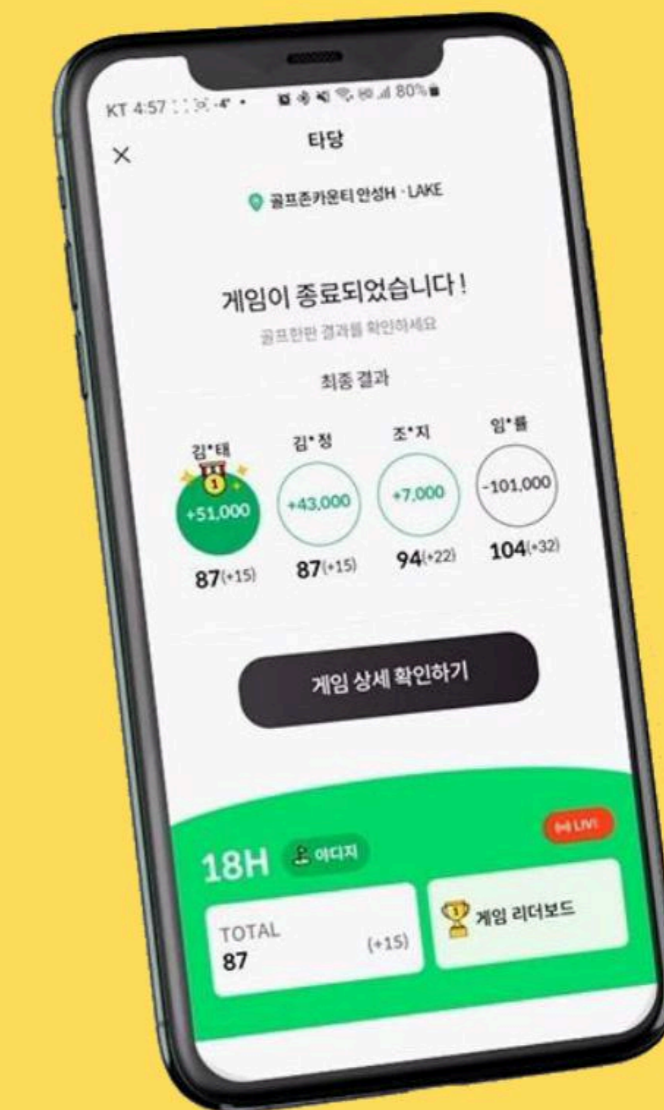 KT 4:57 -4° • 80%
× 타당
골프존카운티 안성H · LAKE
게임이 종료되었습니다 !
골프한판 결과를 확인하세요
최종 결과
김*태 김*정 조*지 임*률
1
+51,000 +43,000 +7,000 -101,000
87(+15) 87(+15) 94(+22) 104(+32)
게임 상세 확인하기
18H 야디지 LIVE
TOTAL
87 (+15)
게임 리더보드